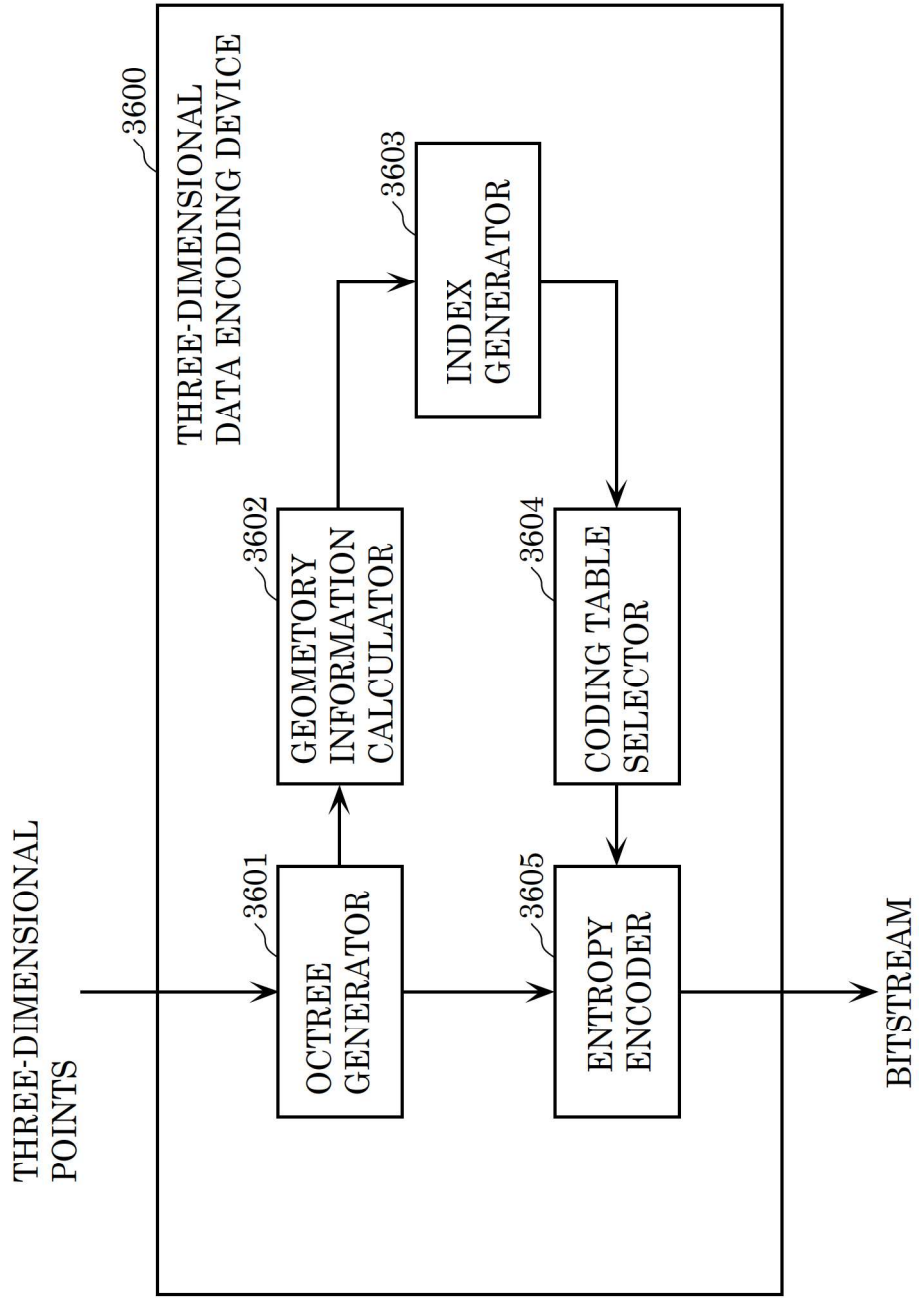 3600
THREE-DIMENSIONAL
DATA ENCODING DEVICE
THREE-DIMENSIONAL
POINTS
3601
OCTREE
GENERATOR
3602
GEOMETORY
INFORMATION
CALCULATOR
3603
INDEX
GENERATOR
3605
ENTROPY
ENCODER
3604
CODING TABLE
SELECTOR
BITSTREAM